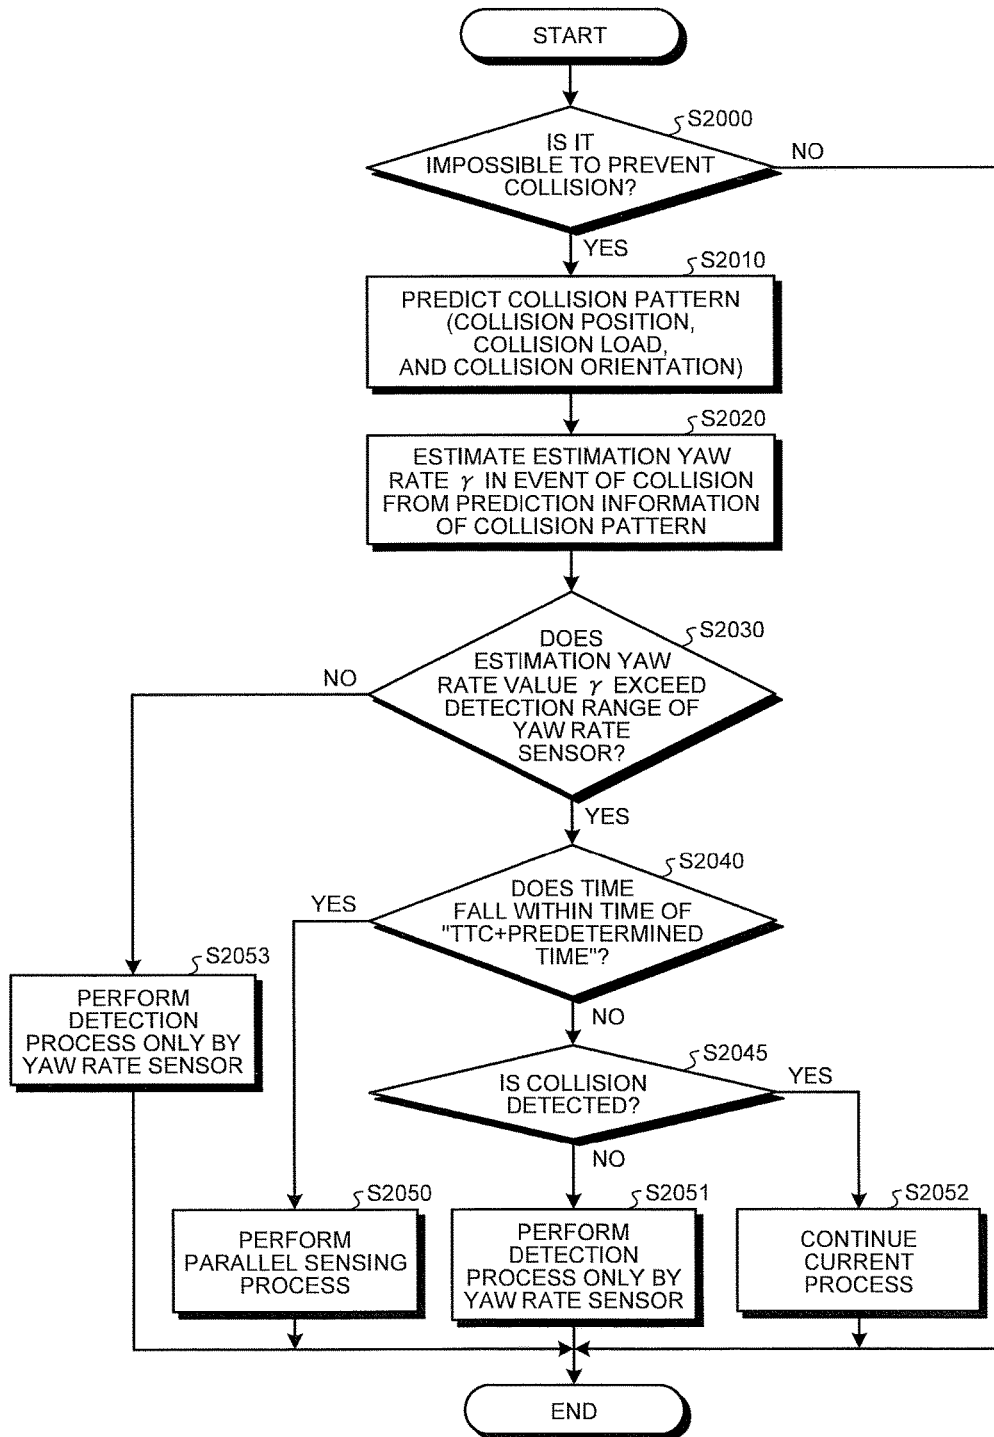 START
S2000
IS IT
IMPOSSIBLE TO PREVENT
COLLISION?
NO
YES
S2010
PREDICT COLLISION PATTERN
(COLLISION POSITION,
COLLISION LOAD,
AND COLLISION ORIENTATION)
S2020
ESTIMATE ESTIMATION YAW
RATE γ IN EVENT OF COLLISION
FROM PREDICTION INFORMATION
OF COLLISION PATTERN
S2030
DOES
ESTIMATION YAW
RATE VALUE γ EXCEED
DETECTION RANGE OF
YAW RATE
SENSOR?
NO
YES
S2040
DOES TIME
FALL WITHIN TIME OF
"TTC+PREDETERMINED
TIME"?
YES
NO
S2053
PERFORM
DETECTION
PROCESS ONLY BY
YAW RATE SENSOR
S2045
IS COLLISION
DETECTED?
YES
NO
S2050
PERFORM
PARALLEL SENSING
PROCESS
S2051
PERFORM
DETECTION
PROCESS ONLY BY
YAW RATE SENSOR
S2052
CONTINUE
CURRENT
PROCESS
END